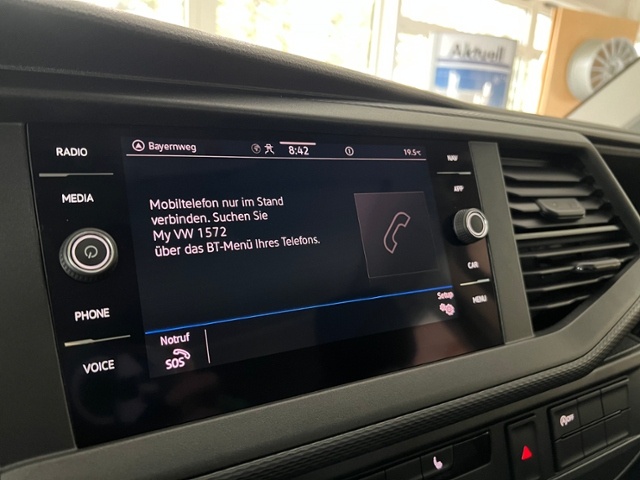 Aktuell
RADIO
MEDIA
PHONE
VOICE
Bayernweg
8:42
19.5°C
Mobiltelefon nur im Stand
verbinden. Suchen Sie
My VW 1572
über das BT-Menü Ihres Telefons.
Notruf
SOS
Setup
NAV
APP
CAR
MENU
OFF